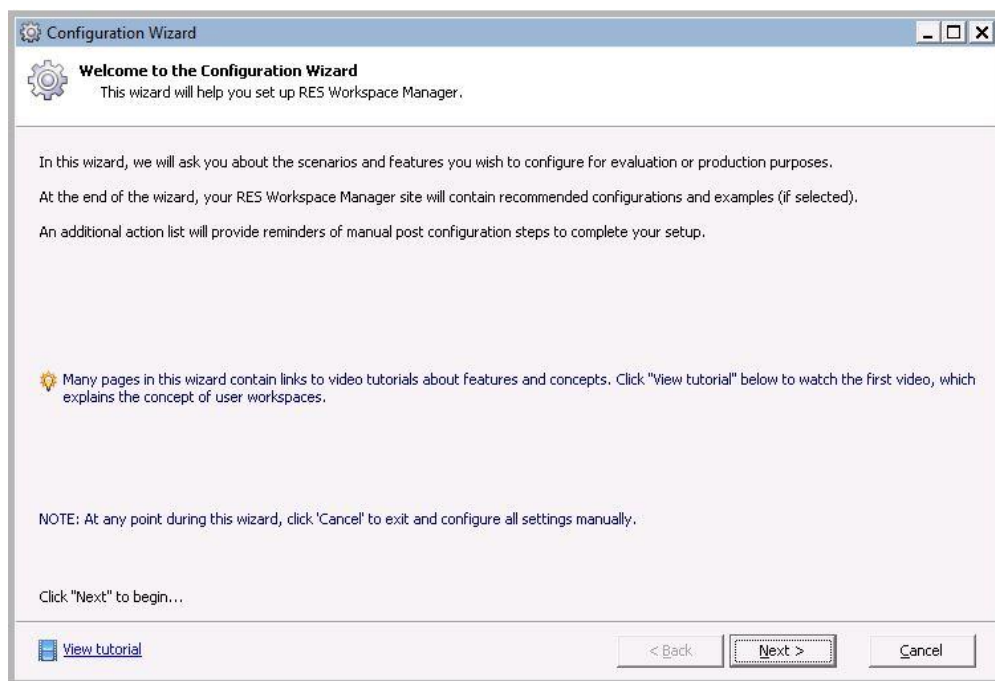 Configuration Wizard
Welcome to the Configuration Wizard
This wizard will help you set up RES Workspace Manager.
In this wizard, we will ask you about the scenarios and features you wish to configure for evaluation or production purposes.
At the end of the wizard, your RES Workspace Manager site will contain recommended configurations and examples (if selected).
An additional action list will provide reminders of manual post configuration steps to complete your setup.
Many pages in this wizard contain links to video tutorials about features and concepts. Click "View tutorial" below to watch the first video, which
explains the concept of user workspaces.
NOTE: At any point during this wizard, click 'Cancel' to exit and configure all settings manually.
Click "Next" to begin...
View tutorial
< Back
Next >
Cancel